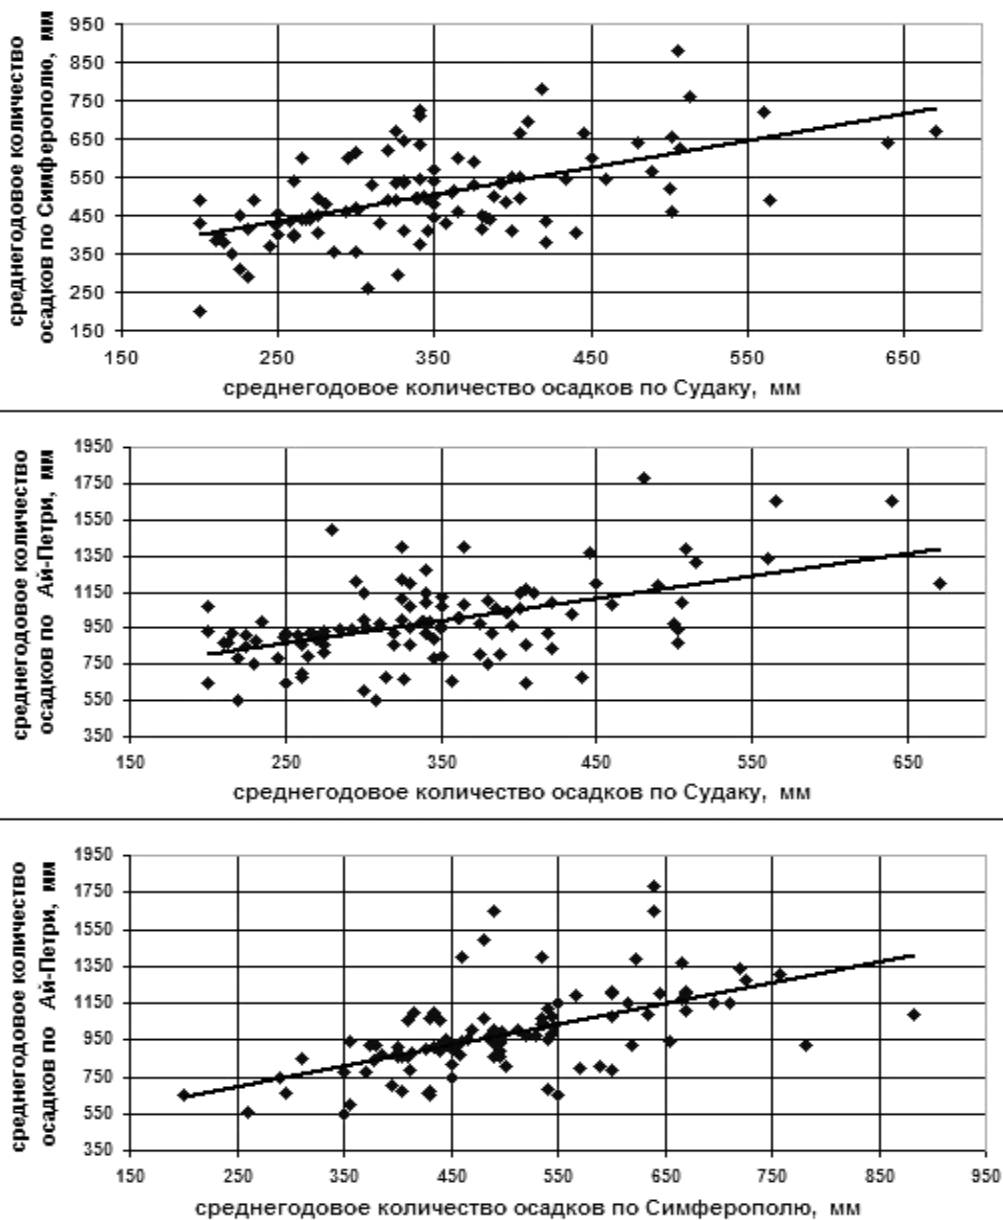 среднегодовое количество
осадков по Симферополю, мм
950
850
750
650
550
450
350
250
150
150 250 350 450 550 650
среднегодовое количество осадков по Судаку, мм
среднегодовое количество
осадков по Ай-Петри, мм
1950
1750
1550
1350
1150
950
750
550
350
150 250 350 450 550 650
среднегодовое количество осадков по Судаку, мм
среднегодовое количество
осадков по Ай-Петри, мм
1950
1750
1550
1350
1150
950
750
550
350
150 250 350 450 550 650 750 850 950
среднегодовое количество осадков по Симферополю, мм